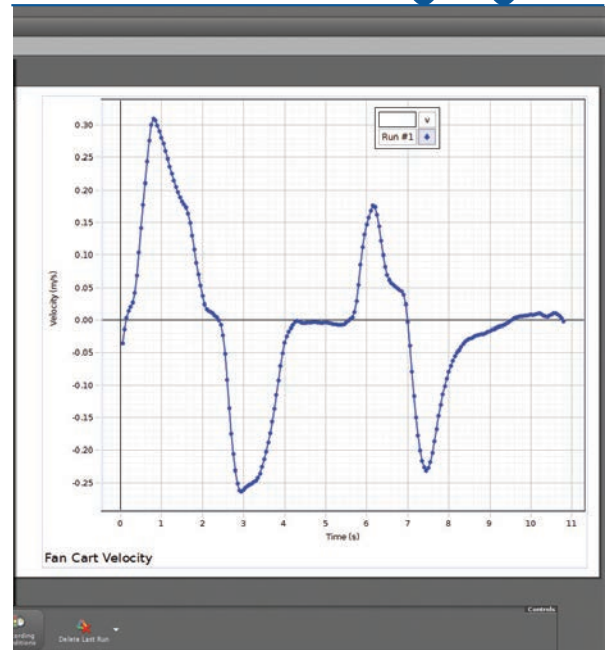 0.30
v
Run #1
0.25
0.20
0.15
0.10
0.05
Velocity (m/s)
0.00
-0.05
-0.10
-0.15
-0.20
-0.25
0 1 2 3 4 5 6 7 8 9 10 11
Time (s)
Fan Cart Velocity
Controls
Delete Last Run